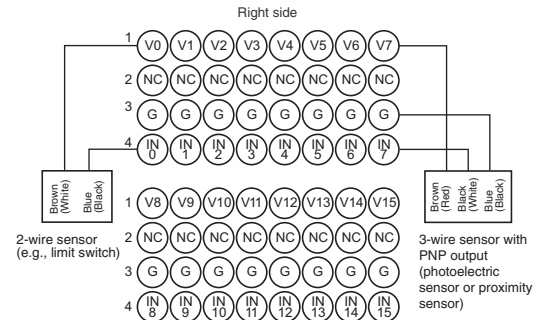 Right side
1 V0 V1 V2 V3 V4 V5 V6 V7
2 NC NC NC NC NC NC NC NC
3 G G G G G G G G
4 IN 0 IN 1 IN 2 IN 3 IN 4 IN 5 IN 6 IN 7
Brown (White)
Blue (Black)
2-wire sensor
(e.g., limit switch)
Brown (Red)
Black (White)
Blue (Black)
3-wire sensor with
PNP output
(photoelectric
sensor or proximity
sensor)
1 V8 V9 V10 V11 V12 V13 V14 V15
2 NC NC NC NC NC NC NC NC
3 G G G G G G G G
4 IN 8 IN 9 IN 10 IN 11 IN 12 IN 13 IN 14 IN 15